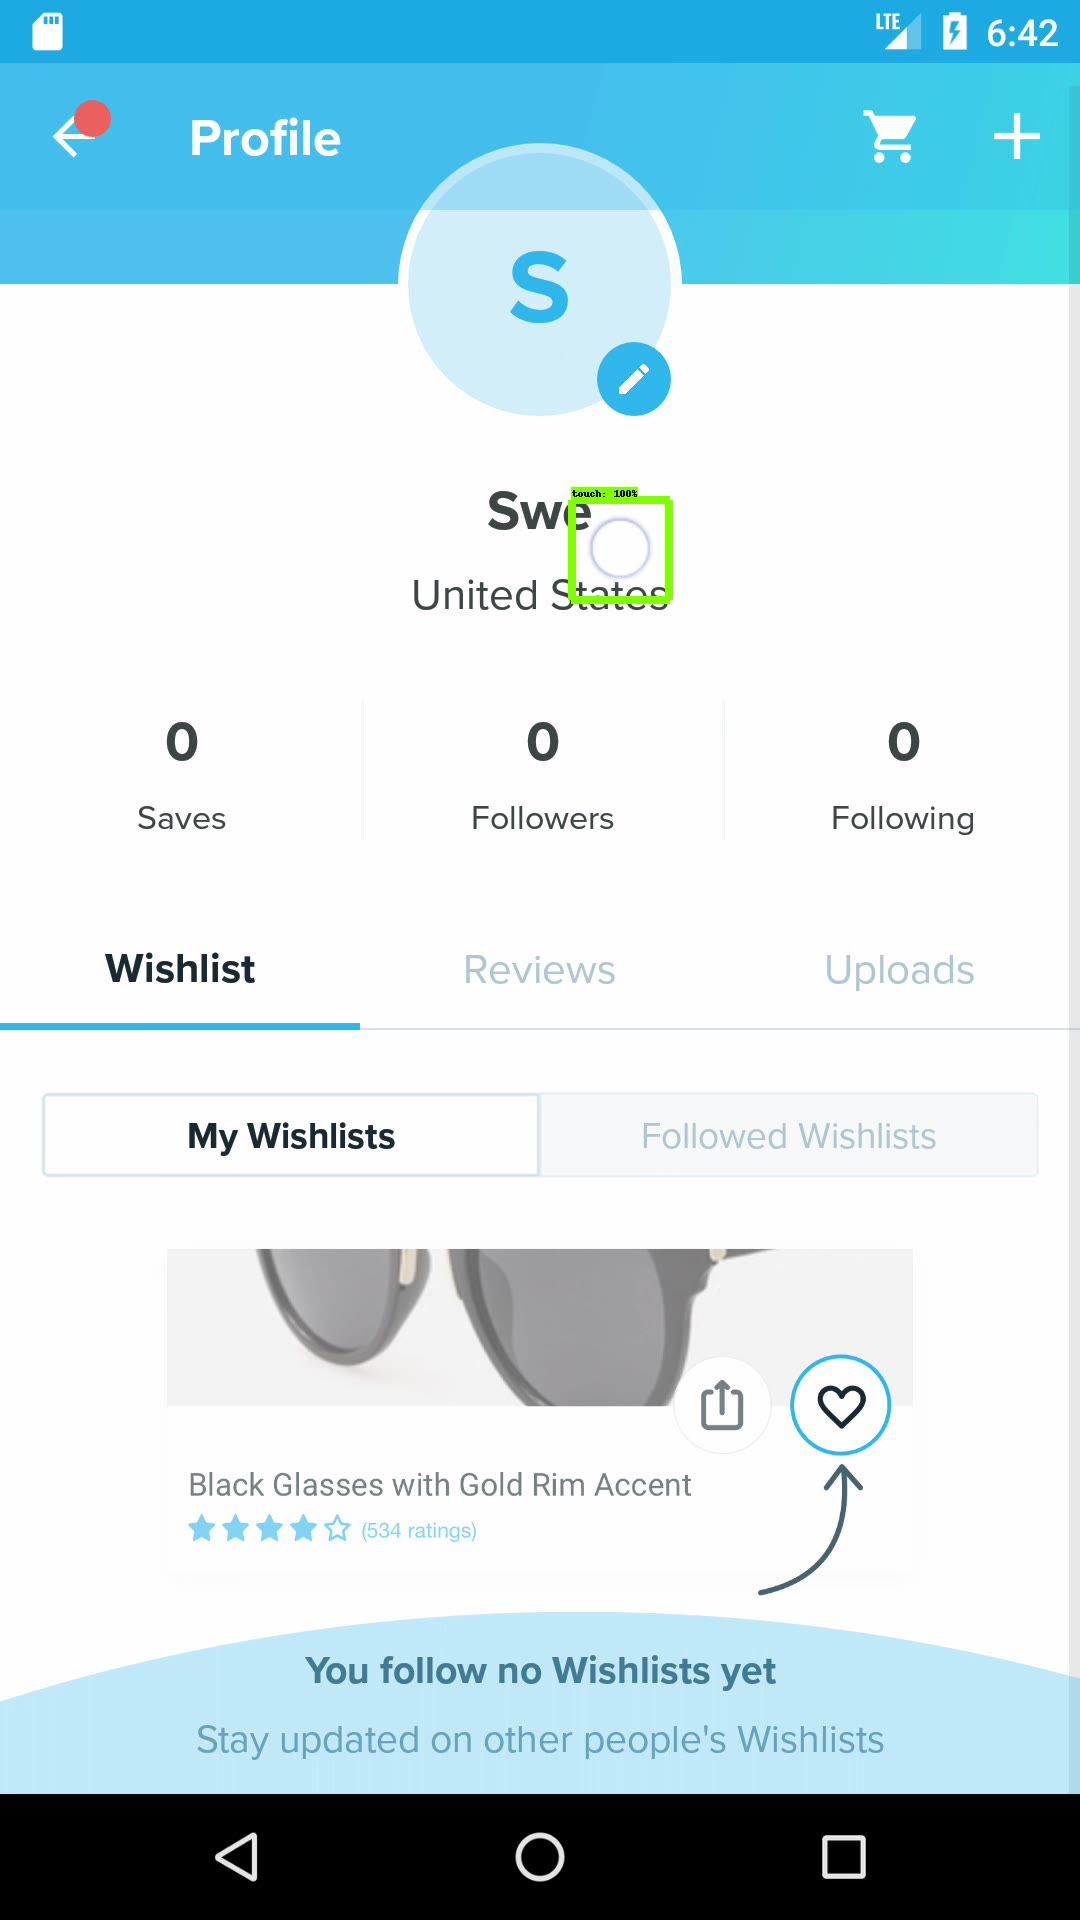 LTE 6:42
Profile
S
touch: 100%
Swe
United States
0 0 0
Saves Followers Following
Wishlist Reviews Uploads
My Wishlists Followed Wishlists
Black Glasses with Gold Rim Accent
(534 ratings)
You follow no Wishlists yet
Stay updated on other people's Wishlists